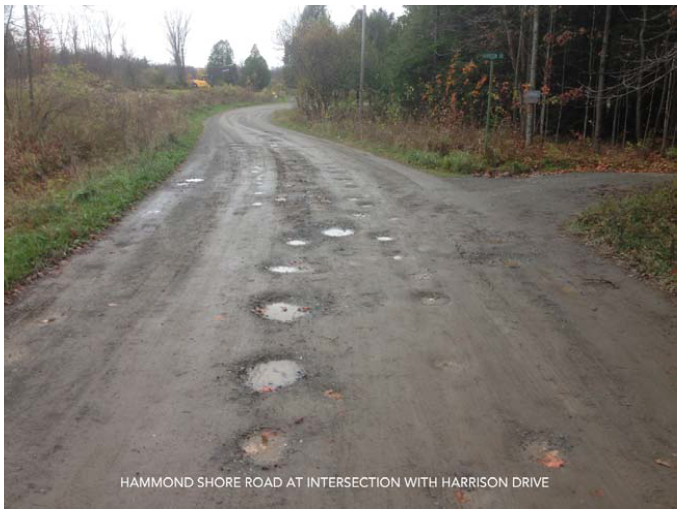 HAMMOND SHORE ROAD AT INTERSECTION WITH HARRISON DRIVE